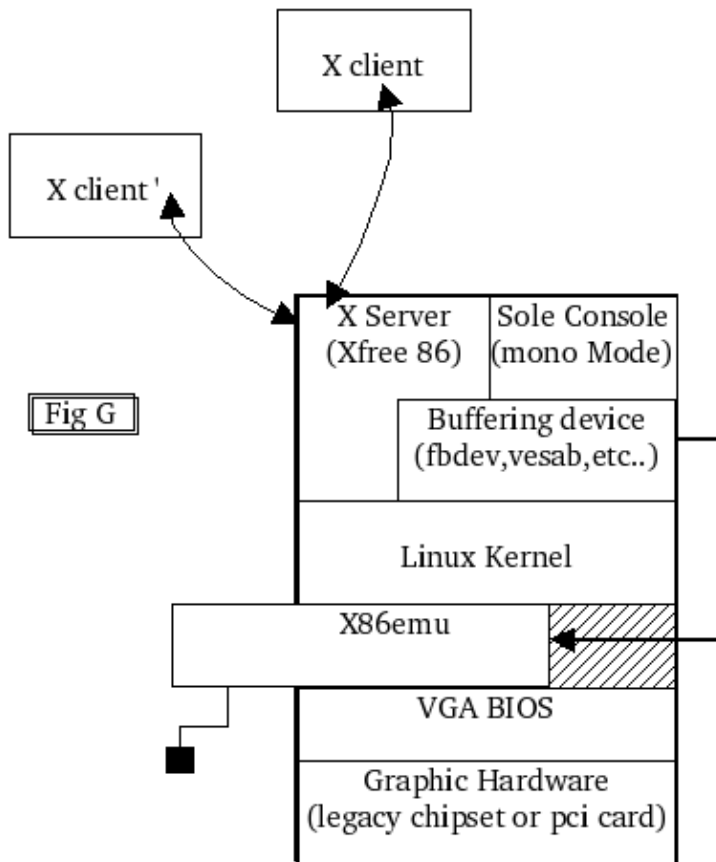 X client
X client '
X Server
(Xfree 86)
Sole Console
(mono Mode)
Fig G
Buffering device
(fbdev,vesab,etc..)
Linux Kernel
X86emu
VGA BIOS
Graphic Hardware
(legacy chipset or pci card)